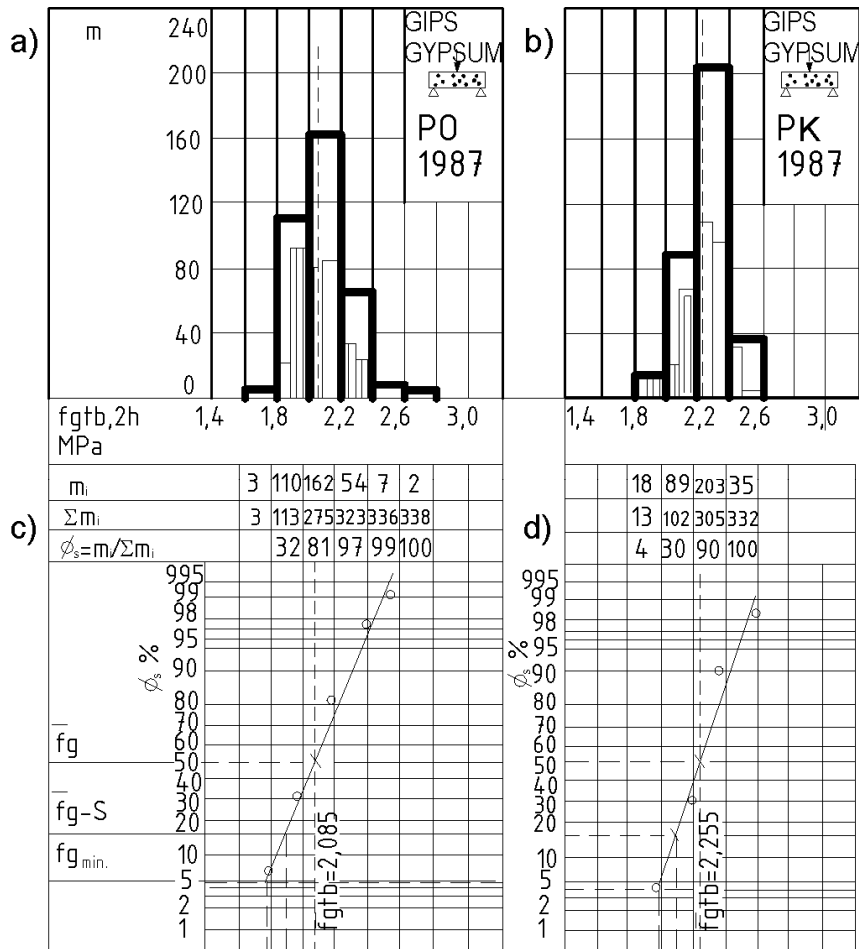 a)
m
240
200
160
120
80
40
0
GIPS
GYPSUM
PO
1987
b)
GIPS
GYPSUM
PK
1987
fgtb,2h
MPa
1,4 1,8 2,2 2,6 3,0
1,4 1,8 2,2 2,6 3,0
c)
mᵢ 3 110 162 54 7 2
Σmᵢ 3 113 275 323 336 338
ϕₛ=mᵢ/Σmᵢ 32 81 97 99 100
d)
18 89 203 35
13 102 305 332
4 30 90 100
995
99
98
95
90
80
70
60
50
40
30
20
10
5
2
1
ϕₛ %
f̅g
f̅g-S
fg min.
fgtb=2,085
995
99
98
95
90
80
70
60
50
40
30
20
10
5
2
1
ϕₛ %
fgtb=2,255